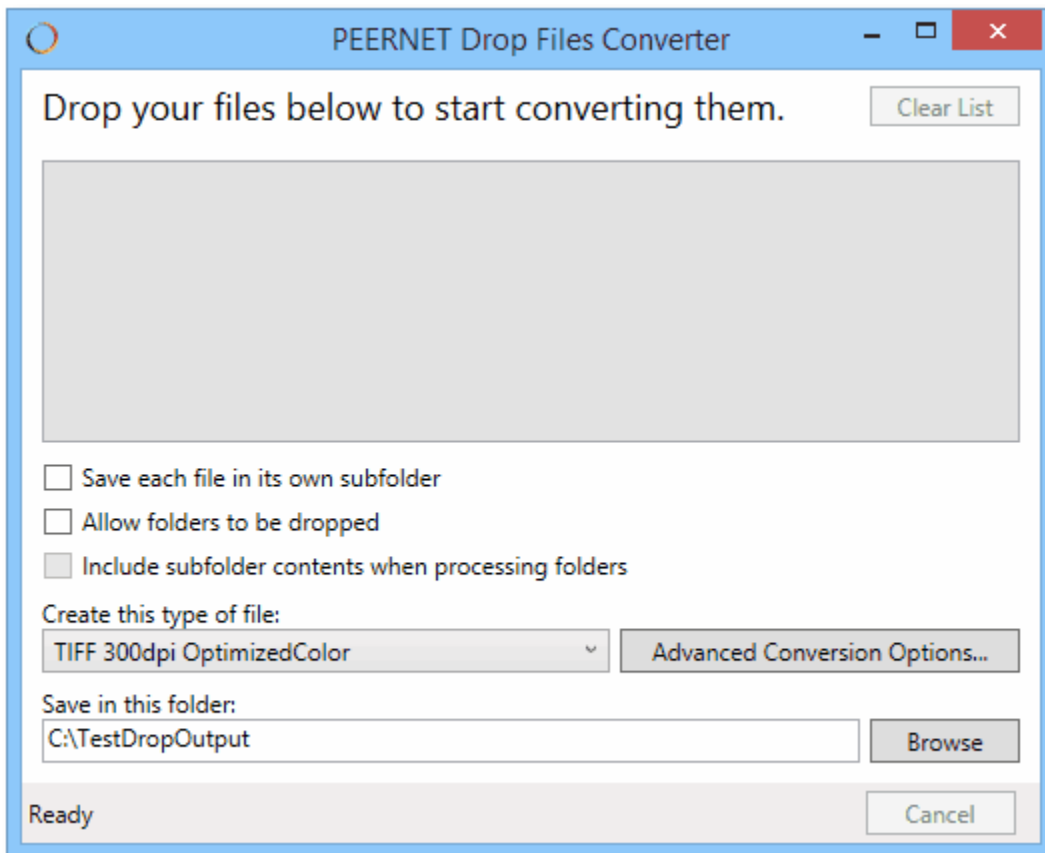 PEERNET Drop Files Converter
Drop your files below to start converting them.
Clear List
Save each file in its own subfolder
Allow folders to be dropped
Include subfolder contents when processing folders
Create this type of file:
TIFF 300dpi OptimizedColor
Advanced Conversion Options...
Save in this folder:
C:\TestDropOutput
Browse
Ready
Cancel